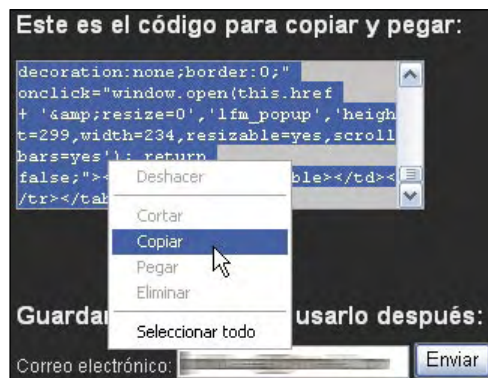 Este es el código para copiar y pegar:
decoration:none;border:0;"
onclick="window.open(this.href
+ '&amp;resize=0','lfm_popup','heigh
t=299,width=234,resizable=yes,scroll
bars=yes'); return
false;"><
Deshacer
ble></td><
/tr></tab
Cortar
Copiar
Pegar
Eliminar
Seleccionar todo
Guardar
usarlo después:
Correo electrónico:
Enviar